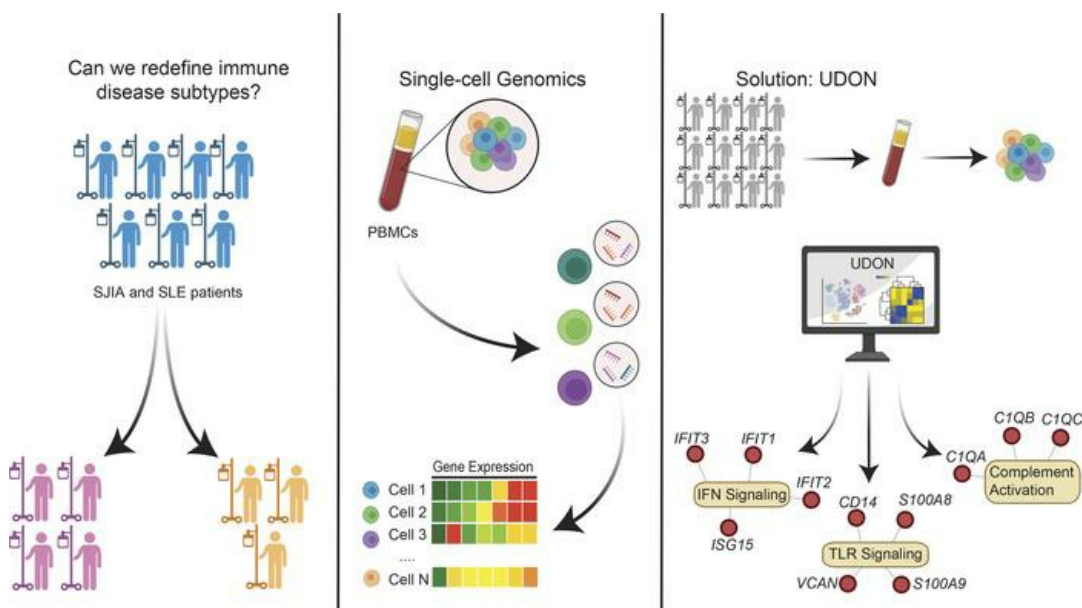 Can we redefine immune
disease subtypes?
SJIA and SLE patients
Single-cell Genomics
PBMCs
Gene Expression
Cell 1
Cell 2
Cell 3
....
Cell N
Solution: UDON
UDON
IFIT3
IFIT1
IFN Signaling
IFIT2
ISG15
CD14
S100A8
TLR Signaling
VCAN
S100A9
C1QB
C1QC
C1QA
Complement
Activation